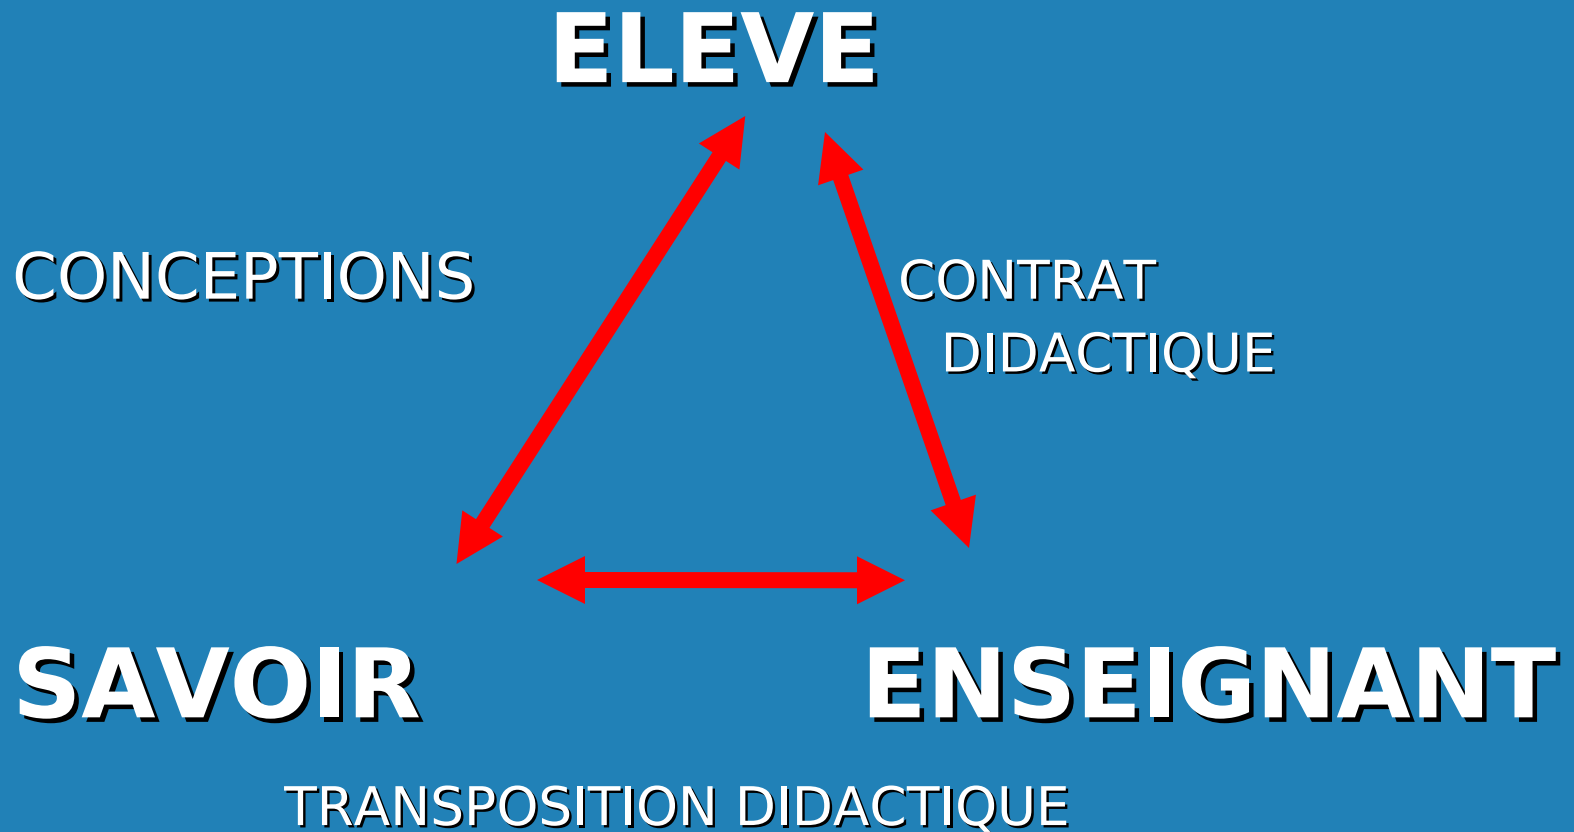 ELEVE
CONCEPTIONS
CONTRAT
DIDACTIQUE
SAVOIR
ENSEIGNANT
TRANSPOSITION DIDACTIQUE